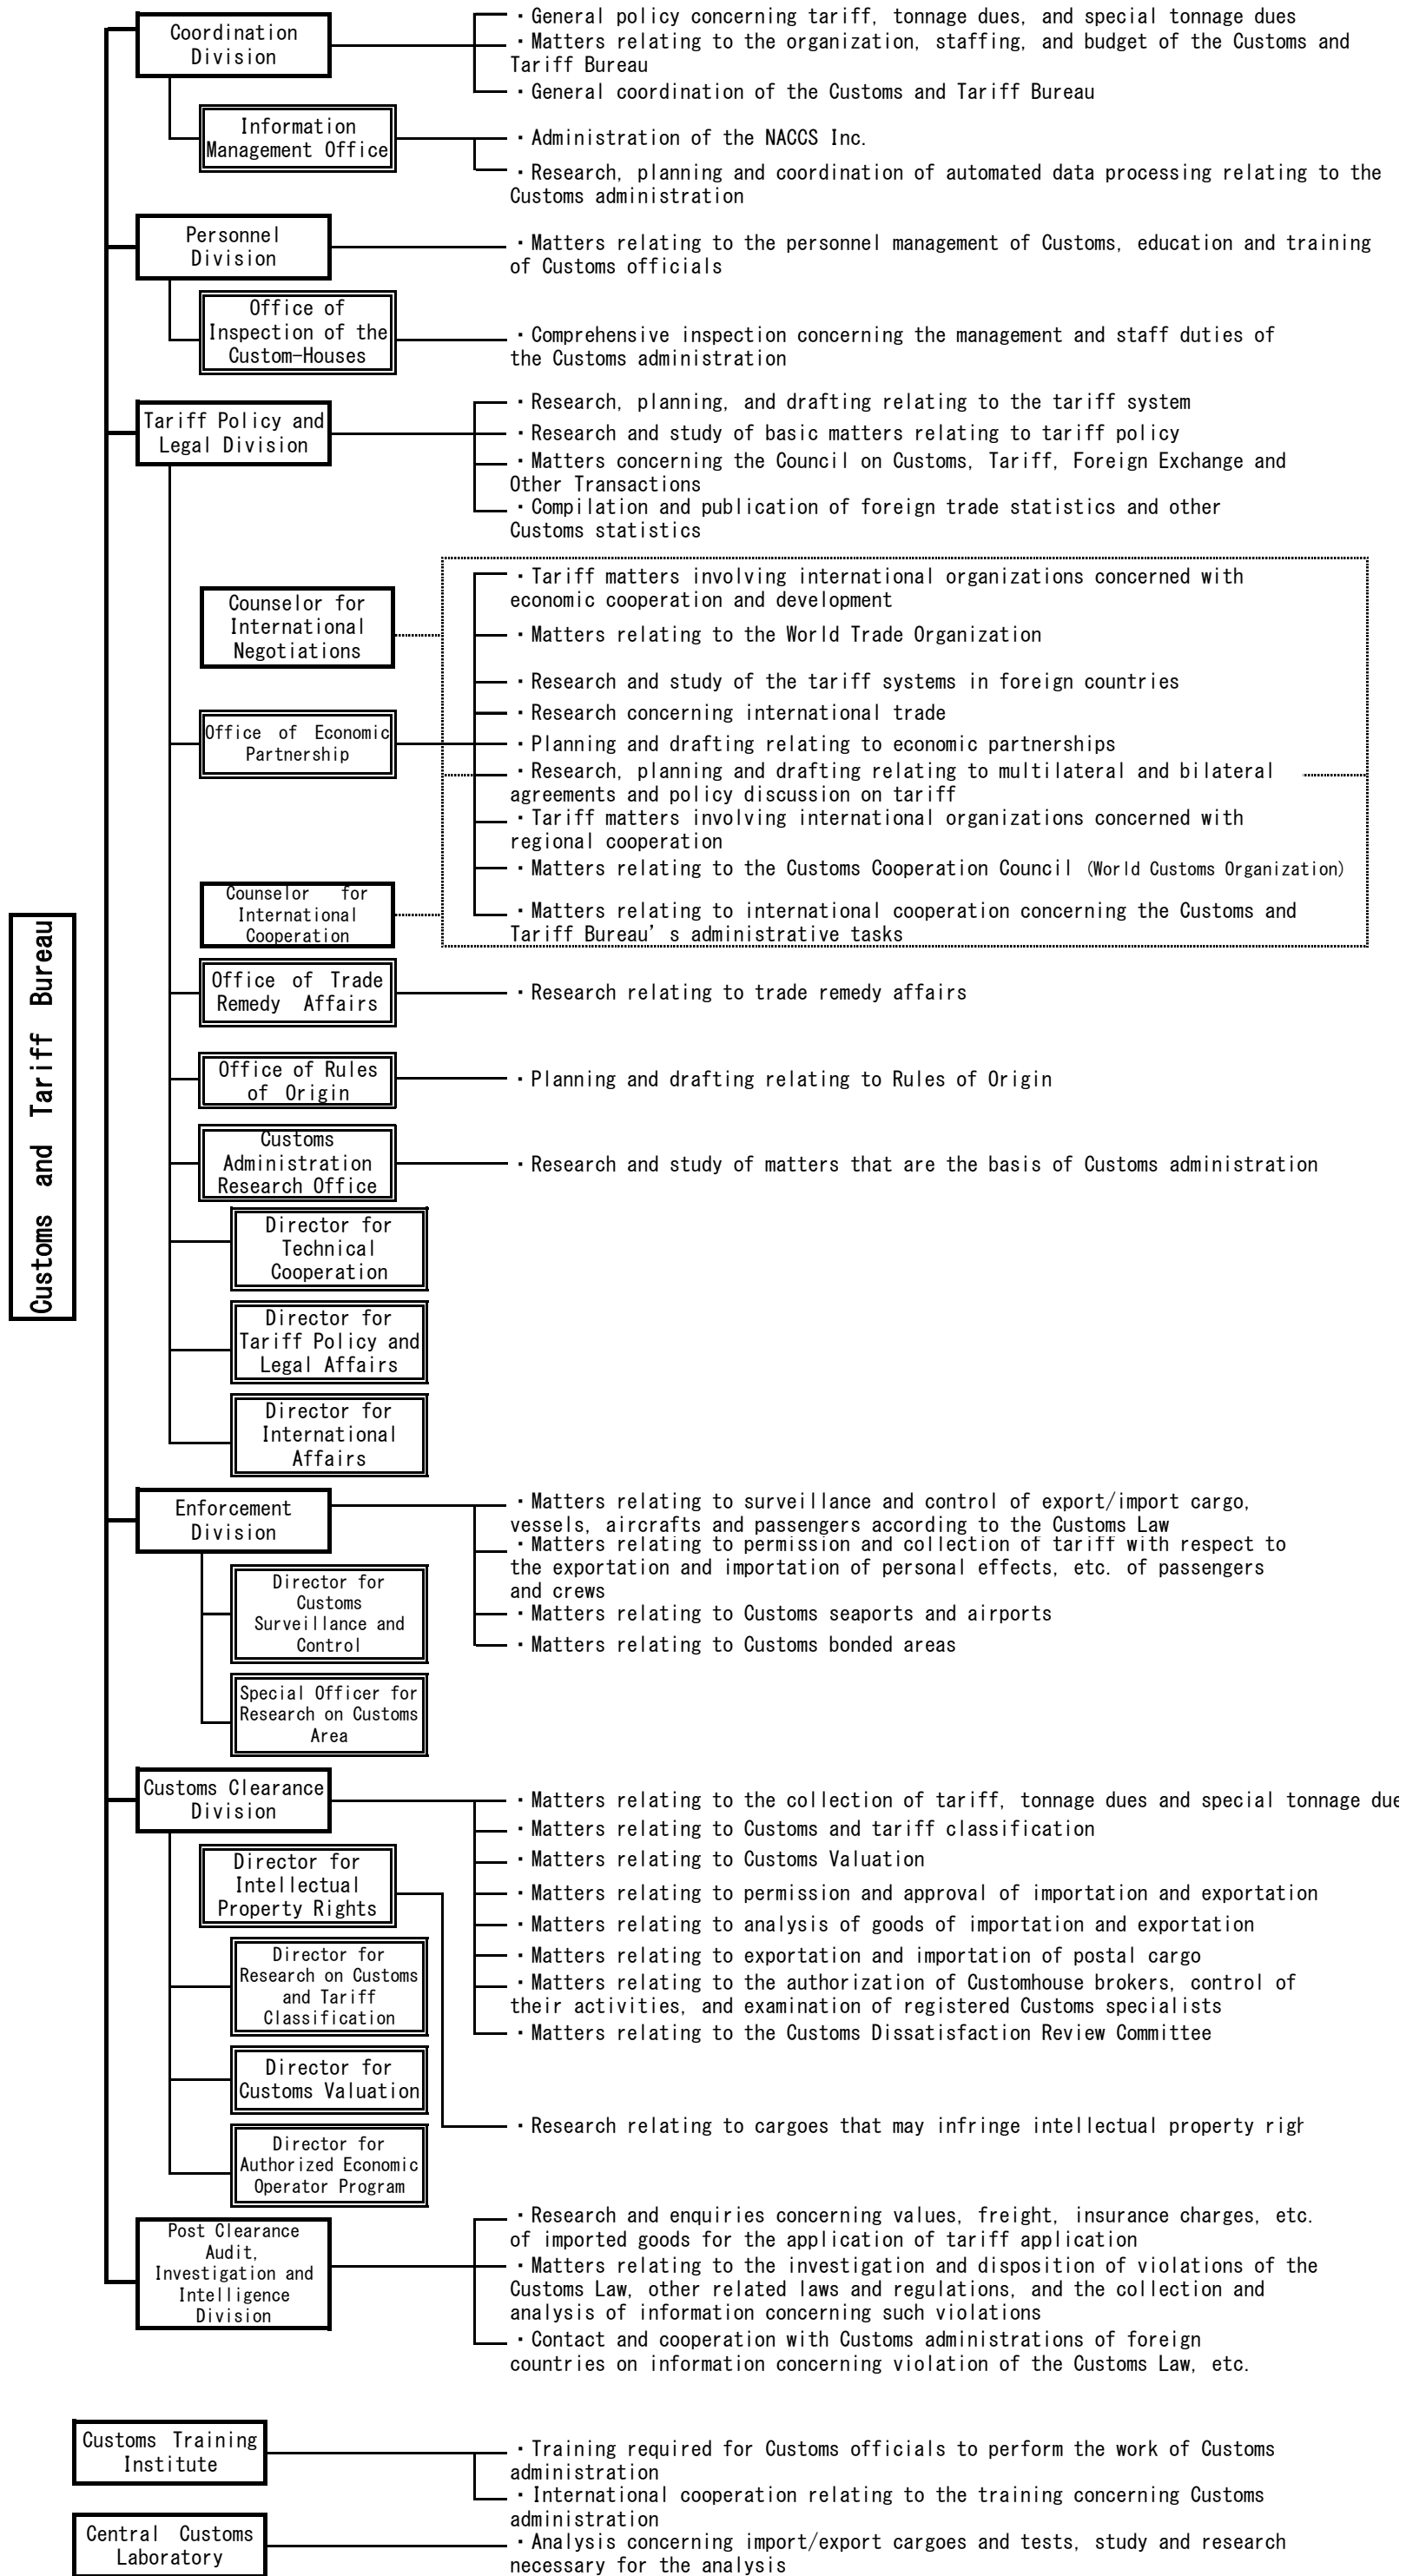 Customs and Tariff Bureau
Coordination
Division
・General policy concerning tariff, tonnage dues, and special tonnage dues
・Matters relating to the organization, staffing, and budget of the Customs and
Tariff Bureau
・General coordination of the Customs and Tariff Bureau
Information
Management Office
・Administration of the NACCS Inc.
・Research, planning and coordination of automated data processing relating to the
Customs administration
Personnel
Division
・Matters relating to the personnel management of Customs, education and training
of Customs officials
Office of
Inspection of the
Custom-Houses
・Comprehensive inspection concerning the management and staff duties of
the Customs administration
Tariff Policy and
Legal Division
・Research, planning, and drafting relating to the tariff system
・Research and study of basic matters relating to tariff policy
・Matters concerning the Council on Customs, Tariff, Foreign Exchange and
Other Transactions
・Compilation and publication of foreign trade statistics and other
Customs statistics
Counselor for
International
Negotiations
・Tariff matters involving international organizations concerned with
economic cooperation and development
・Matters relating to the World Trade Organization
・Research and study of the tariff systems in foreign countries
・Research concerning international trade
Office of Economic
Partnership
・Planning and drafting relating to economic partnerships
・Research, planning and drafting relating to multilateral and bilateral
agreements and policy discussion on tariff
・Tariff matters involving international organizations concerned with
regional cooperation
・Matters relating to the Customs Cooperation Council (World Customs Organization)
Counselor for
International
Cooperation
・Matters relating to international cooperation concerning the Customs and
Tariff Bureau’s administrative tasks
Office of Trade
Remedy Affairs
・Research relating to trade remedy affairs
Office of Rules
of Origin
・Planning and drafting relating to Rules of Origin
Customs
Administration
Research Office
・Research and study of matters that are the basis of Customs administration
Director for
Technical
Cooperation
Director for
Tariff Policy and
Legal Affairs
Director for
International
Affairs
Enforcement
Division
・Matters relating to surveillance and control of export/import cargo,
vessels, aircrafts and passengers according to the Customs Law
・Matters relating to permission and collection of tariff with respect to
the exportation and importation of personal effects, etc. of passengers
and crews
・Matters relating to Customs seaports and airports
・Matters relating to Customs bonded areas
Director for
Customs
Surveillance and
Control
Special Officer for
Research on Customs
Area
Customs Clearance
Division
・Matters relating to the collection of tariff, tonnage dues and special tonnage due
・Matters relating to Customs and tariff classification
・Matters relating to Customs Valuation
・Matters relating to permission and approval of importation and exportation
・Matters relating to analysis of goods of importation and exportation
・Matters relating to exportation and importation of postal cargo
・Matters relating to the authorization of Customhouse brokers, control of
their activities, and examination of registered Customs specialists
・Matters relating to the Customs Dissatisfaction Review Committee
Director for
Intellectual
Property Rights
Director for
Research on Customs
and Tariff
Classification
Director for
Customs Valuation
・Research relating to cargoes that may infringe intellectual property righ
Director for
Authorized Economic
Operator Program
Post Clearance
Audit,
Investigation and
Intelligence
Division
・Research and enquiries concerning values, freight, insurance charges, etc.
of imported goods for the application of tariff application
・Matters relating to the investigation and disposition of violations of the
Customs Law, other related laws and regulations, and the collection and
analysis of information concerning such violations
・Contact and cooperation with Customs administrations of foreign
countries on information concerning violation of the Customs Law, etc.
Customs Training
Institute
・Training required for Customs officials to perform the work of Customs
administration
・International cooperation relating to the training concerning Customs
administration
Central Customs
Laboratory
・Analysis concerning import/export cargoes and tests, study and research
necessary for the analysis